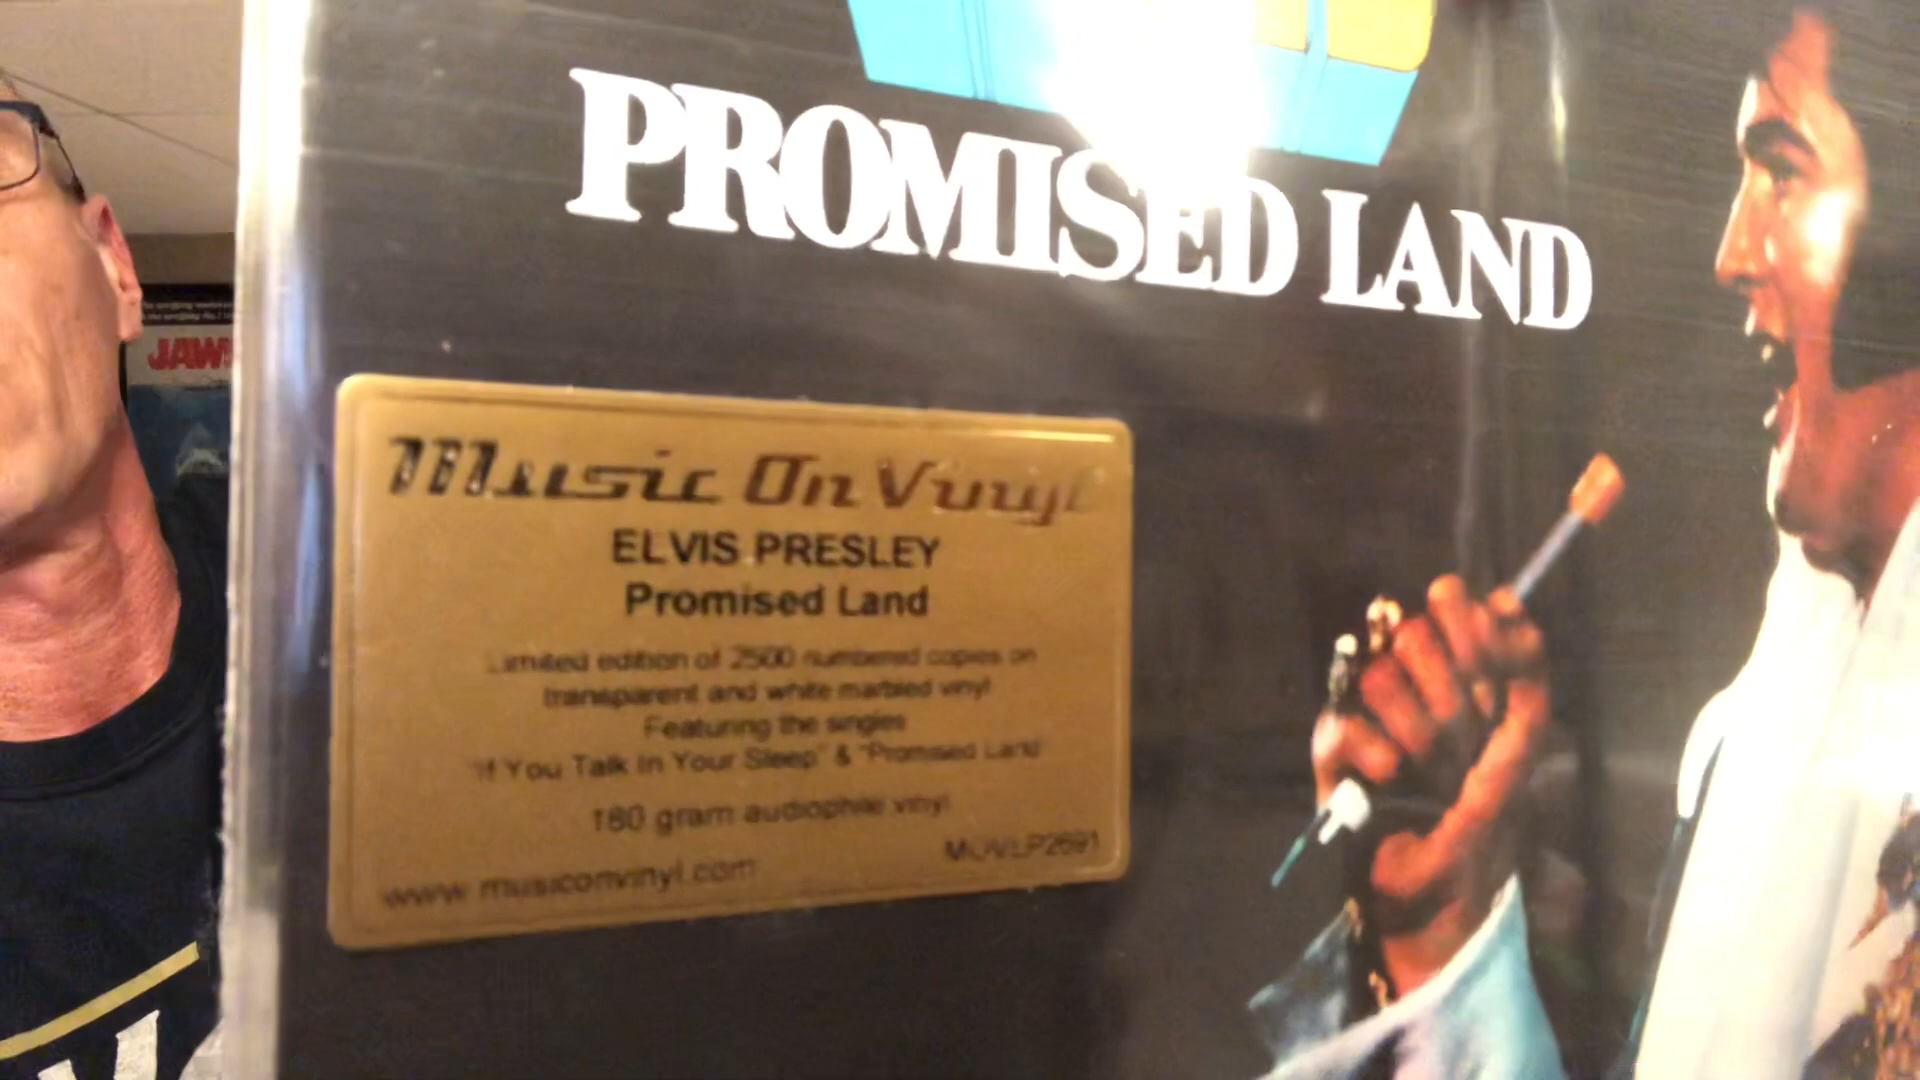 PROMISED LAND
JAWS
Music On Vinyl
ELVIS PRESLEY
Promised Land
Limited edition of 2500 numbered copies on
transparent and white marbled vinyl
Featuring the singles
"If You Talk In Your Sleep" & "Promised Land"
180 gram audiophile vinyl
MOVLP2691
www.musiconvinyl.com